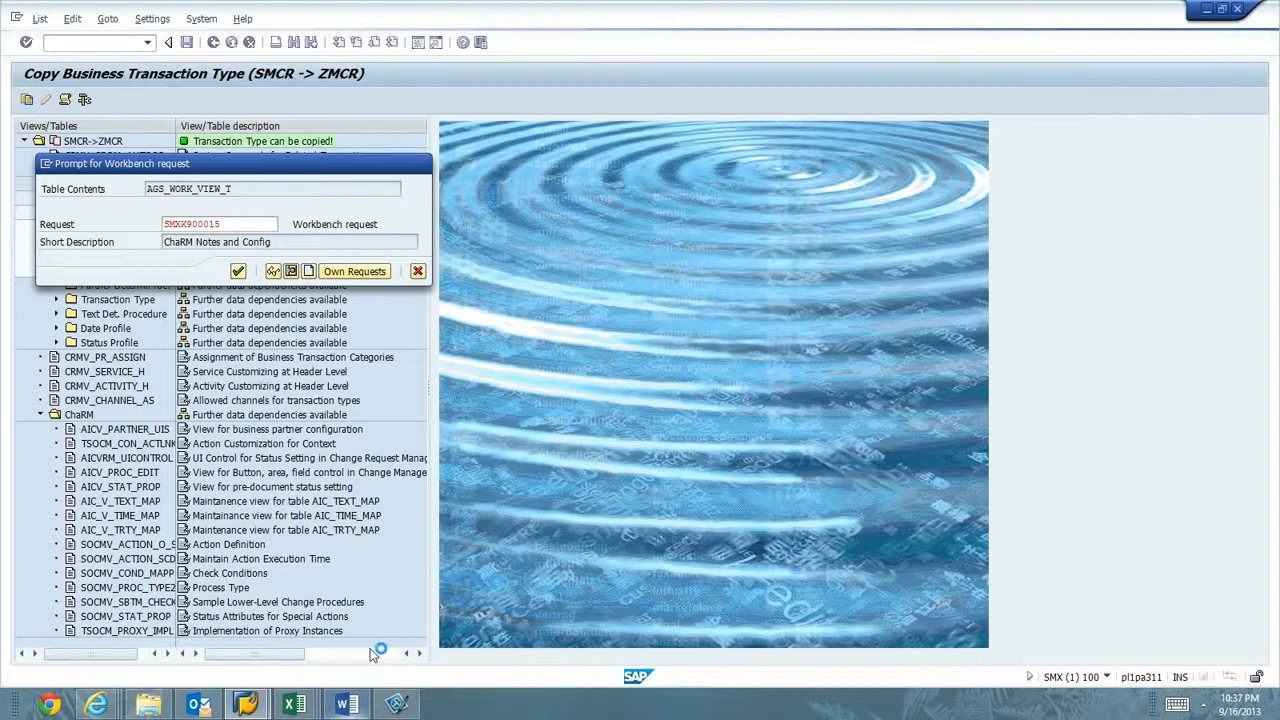 List Edit Goto Settings System Help
Copy Business Transaction Type (SMCR -> ZMCR)
Views/Tables View/Table description
SMCR->ZMCR Transaction Type can be copied!
Prompt for Workbench request
Table Contents AGS_WORK_VIEW_T
Request SMXK900015 Workbench request
Short Description ChaRM Notes and Config
Own Requests
Further data dependencies available
Transaction Type Further data dependencies available
Text Det. Procedure Further data dependencies available
Date Profile Further data dependencies available
Status Profile Further data dependencies available
CRMV_PR_ASSIGN Assignment of Business Transaction Categories
CRMV_SERVICE_H Service Customizing at Header Level
CRMV_ACTIVITY_H Activity Customizing at Header Level
CRMV_CHANNEL_AS Allowed channels for transaction types
ChaRM Further data dependencies available
AICV_PARTNER_UIS View for business partner configuration
TSOCM_CON_ACTLNK Action Customization for Context
AICVRM_UICONTROL UI Control for Status Setting in Change Request Manag
AICV_PROC_EDIT View for Button, area, field control in Change Manage
AICV_STAT_PROP View for pre-document status setting
AIC_V_TEXT_MAP Maintanence view for table AIC_TEXT_MAP
AIC_V_TIME_MAP Maintainance view for table AIC_TIME_MAP
AIC_V_TRTY_MAP Maintenance view for table AIC_TRTY_MAP
SOCMV_ACTION_O_S Action Definition
SOCMV_ACTION_SCD Maintain Action Execution Time
SOCMV_COND_MAPP Check Conditions
SOCMV_PROC_TYPE2 Process Type
SOCMV_SBTM_CHECK Sample Lower-Level Change Procedures
SOCMV_STAT_PROP Status Attributes for Special Actions
TSOCM_PROXY_IMPL Implementation of Proxy Instances
SAP SMX (1) 100 pl1pa311 INS
10:37 PM
9/16/2013